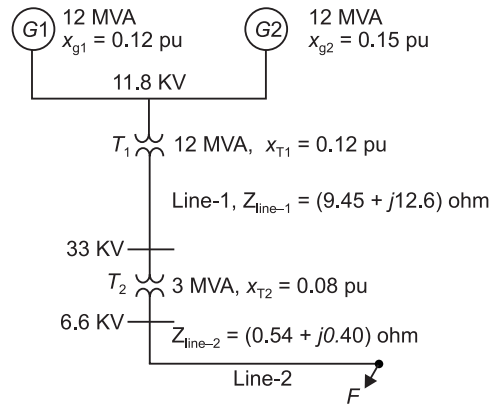 G1 12 MVA
x_g1 = 0.12 pu
G2 12 MVA
x_g2 = 0.15 pu
11.8 KV
T_1 12 MVA, x_T1 = 0.12 pu
Line-1, Z_line–1 = (9.45 + j12.6) ohm
33 KV
T_2 3 MVA, x_T2 = 0.08 pu
6.6 KV
Z_line–2 = (0.54 + j0.40) ohm
Line-2
F